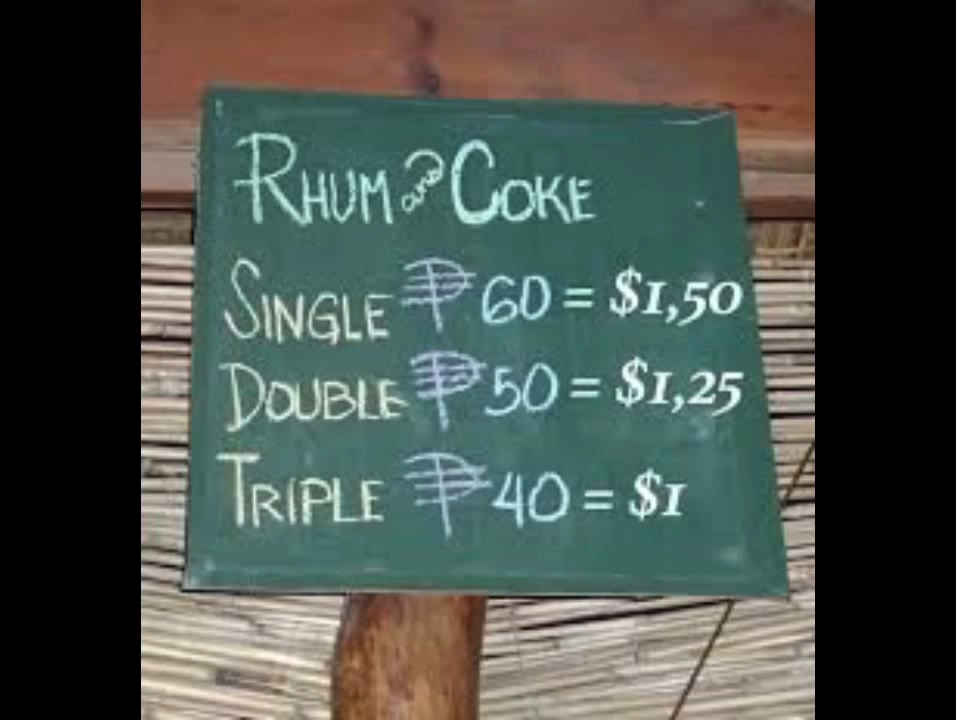 RHUM and COKE
SINGLE ₱ 60 = $1,50
DOUBLE ₱ 50 = $1,25
TRIPLE ₱ 40 = $1